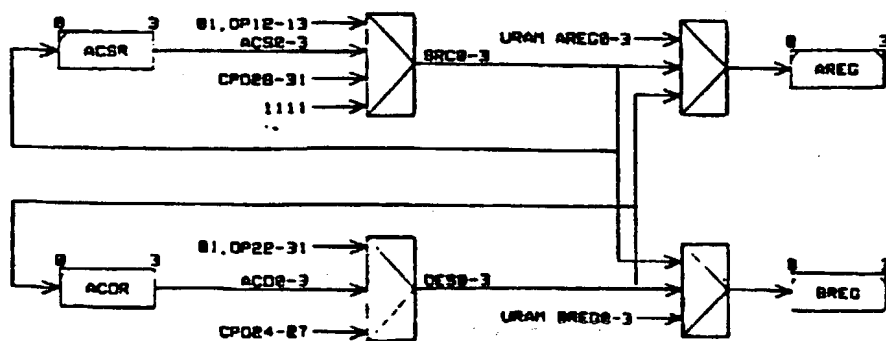 01,OP12-13
0 3
ACSR
ACS0-3
SRC0-3
CPD28-31
1111
URAM AREG0-3
0 3
AREG
01,OP22-31
0 3
ACDR
ACD0-3
DES0-3
CPD24-27
URAM BREG0-3
0 3
BREG